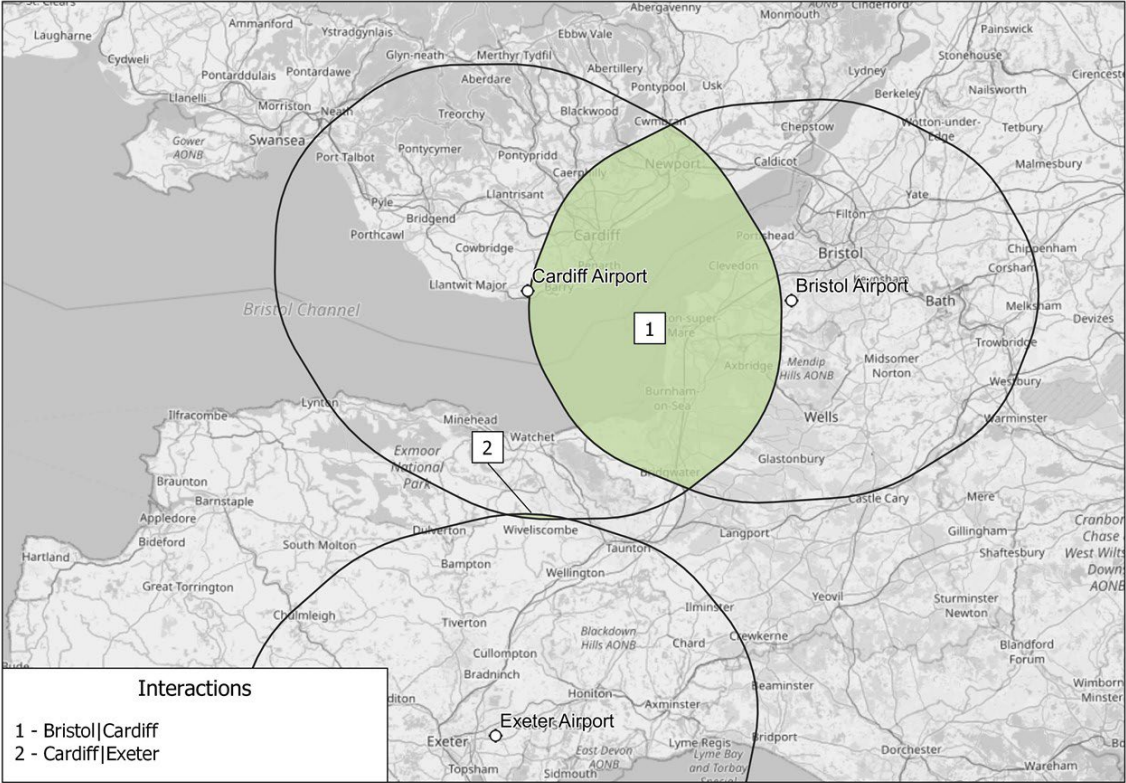 St. Clears
Abergavenny
AONB
Cinderford
Monmouth
Laugharne
Ammanford
Ystradgynlais
Ebbw Vale
Painswick
Cydweli
Glyn-neath
Merthyr Tydfil
Stonehouse
Pontarddulais
Pontardawe
Aberdare
Abertillery
Lydney
Pontypool
Usk
Berkeley
Nailsworth
Llanelli
Morriston
Neath
Treorchy
Blackwood
Cwmbran
Chepstow
Wotton-under-
Edge
Tetbury
Gower
AONB
Swansea
Port Talbot
Pontycymer
Pontypridd
Caerphilly
Newport
Caldicot
Malmesbury
Pyle
Llantrisant
Yate
Bridgend
Filton
Porthcawl
Cowbridge
Cardiff
Portishead
Bristol
Chippenham
Penarth
Clevedon
Corsham
Cardiff Airport
Llantwit Major
Barry
Keynsham
Bristol Airport
Bath
Melksham
Bristol Channel
Devizes
1
Mare
Trowbridge
Axbridge
Mendip
Hills AONB
Midsomer
Norton
Westbury
Burnham-
on-Sea
Lynton
Ilfracombe
Minehead
Watchet
Wells
Warminster
2
Exmoor
National
Park
Glastonbury
Bridgwater
Braunton
Barnstaple
Castle Cary
Mere
Appledore
Bideford
Dulverton
Wiveliscombe
Langport
Gillingham
Hartland
South Molton
Taunton
Shaftesbury
Bampton
Wellington
Great Torrington
Yeovil
Sturminster
Newton
Chulmleigh
Tiverton
Ilminster
Blackdown
Hills AONB
Chard
Crewkerne
Blandford
Forum
Cullompton
Bradninch
Beaminster
Honiton
Axminster
Exeter Airport
Exeter
East Devon
AONB
Lyme Regis
Lyme Bay
and Torbay
Bridport
Dorchester
Topsham
Sidmouth
Wareham
Interactions
1 - Bristol|Cardiff
2 - Cardiff|Exeter